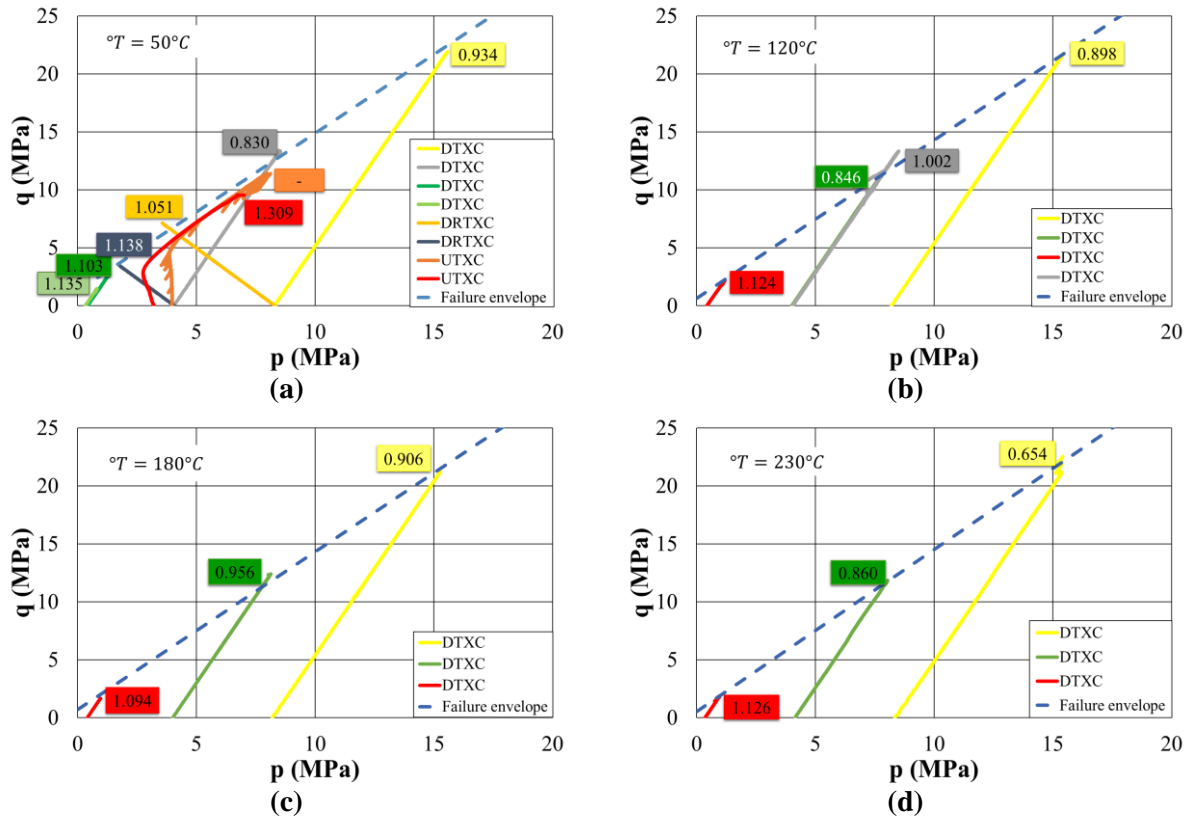 25
20
15
10
5
0
q (MPa)
°T = 50°C
0.934
0.830
-
1.051
1.309
1.138
1.103
1.135
DTXC
DTXC
DTXC
DTXC
DRTXC
DRTXC
UTXC
UTXC
Failure envelope
0 5 10 15 20
p (MPa)
(a)
25
20
15
10
5
0
q (MPa)
°T = 120°C
0.898
1.002
0.846
1.124
DTXC
DTXC
DTXC
DTXC
Failure envelope
0 5 10 15 20
p (MPa)
(b)
25
20
15
10
5
0
q (MPa)
°T = 180°C
0.906
0.956
1.094
DTXC
DTXC
DTXC
Failure envelope
0 5 10 15 20
p (MPa)
(c)
25
20
15
10
5
0
q (MPa)
°T = 230°C
0.654
0.860
1.126
DTXC
DTXC
DTXC
Failure envelope
0 5 10 15 20
p (MPa)
(d)